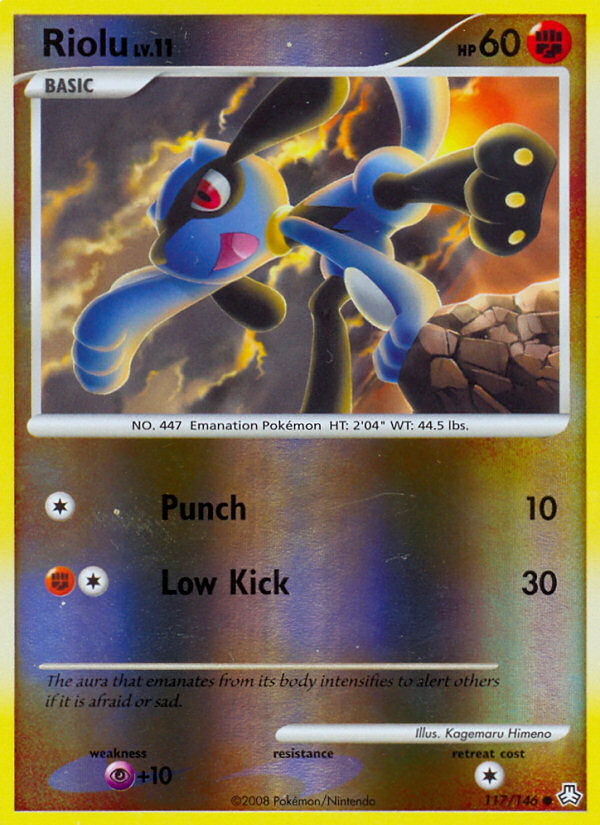 Riolu LV.11 HP 60
BASIC
NO. 447 Emanation Pokémon HT: 2'04" WT: 44.5 lbs.
Punch 10
Low Kick 30
The aura that emanates from its body intensifies to alert others
if it is afraid or sad.
Illus. Kagemaru Himeno
weakness resistance retreat cost
+10
©2008 Pokémon/Nintendo 117/146